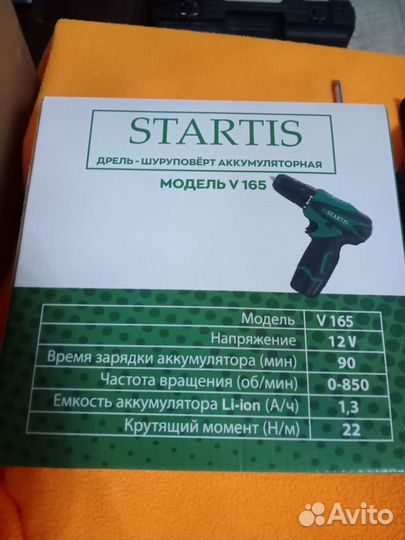 STARTIS
ДРЕЛЬ - ШУРУПОВЁРТ АККУМУЛЯТОРНАЯ
МОДЕЛЬ V 165
STARTIS
Модель V 165
Напряжение 12 V
Время зарядки аккумулятора (мин) 90
Частота вращения (об/мин) 0-850
Емкость аккумулятора Li-ion (А/ч) 1,3
Крутящий момент (Н/м) 22
Avito